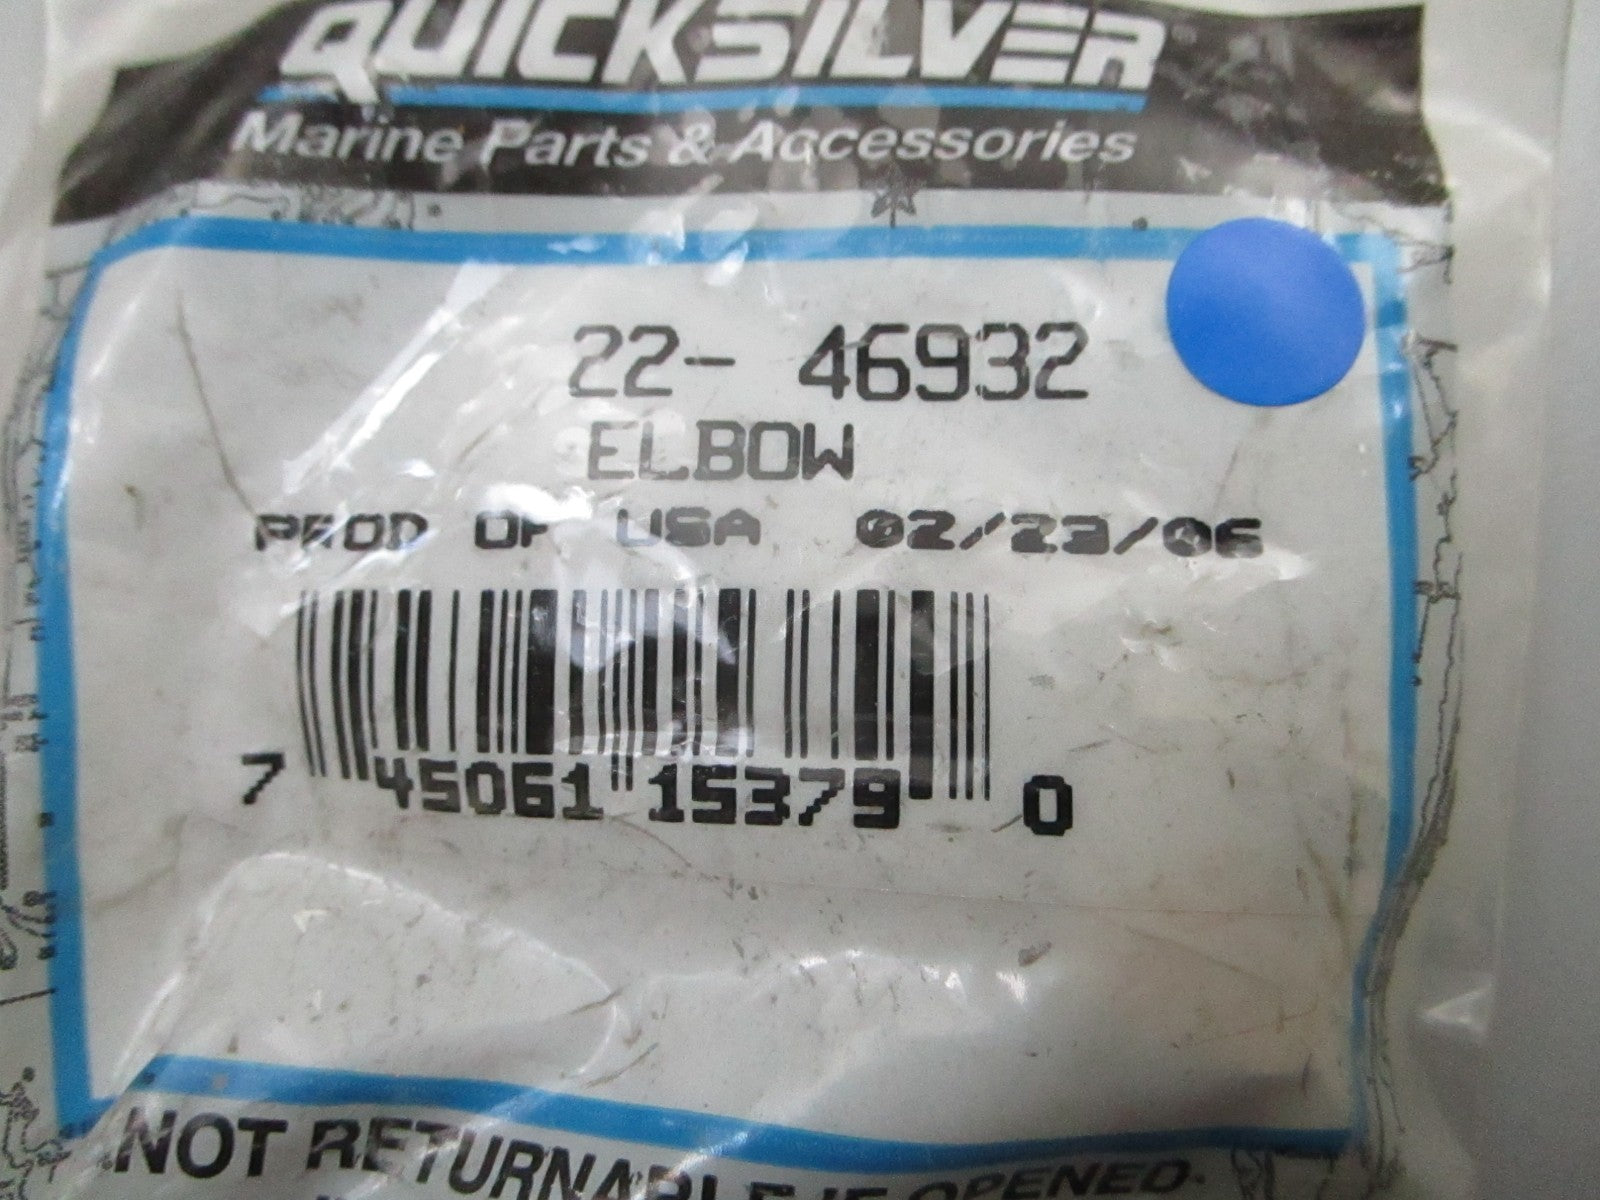 QUICKSILVER
Marine Parts & Accessories
22- 46932
ELBOW
PROD OF USA 02/23/06
7 45061 15379 0
NOT RETURNABLE IF OPENED.